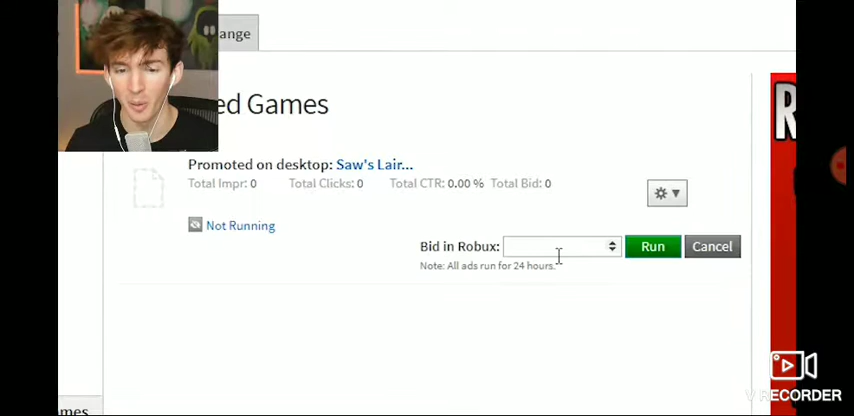 ange
ed Games
Promoted on desktop: Saw's Lair...
Total Impr: 0 Total Clicks: 0 Total CTR: 0.00 % Total Bid: 0
Not Running
Bid in Robux: Run Cancel
Note: All ads run for 24 hours.
R
V RECORDER
mes